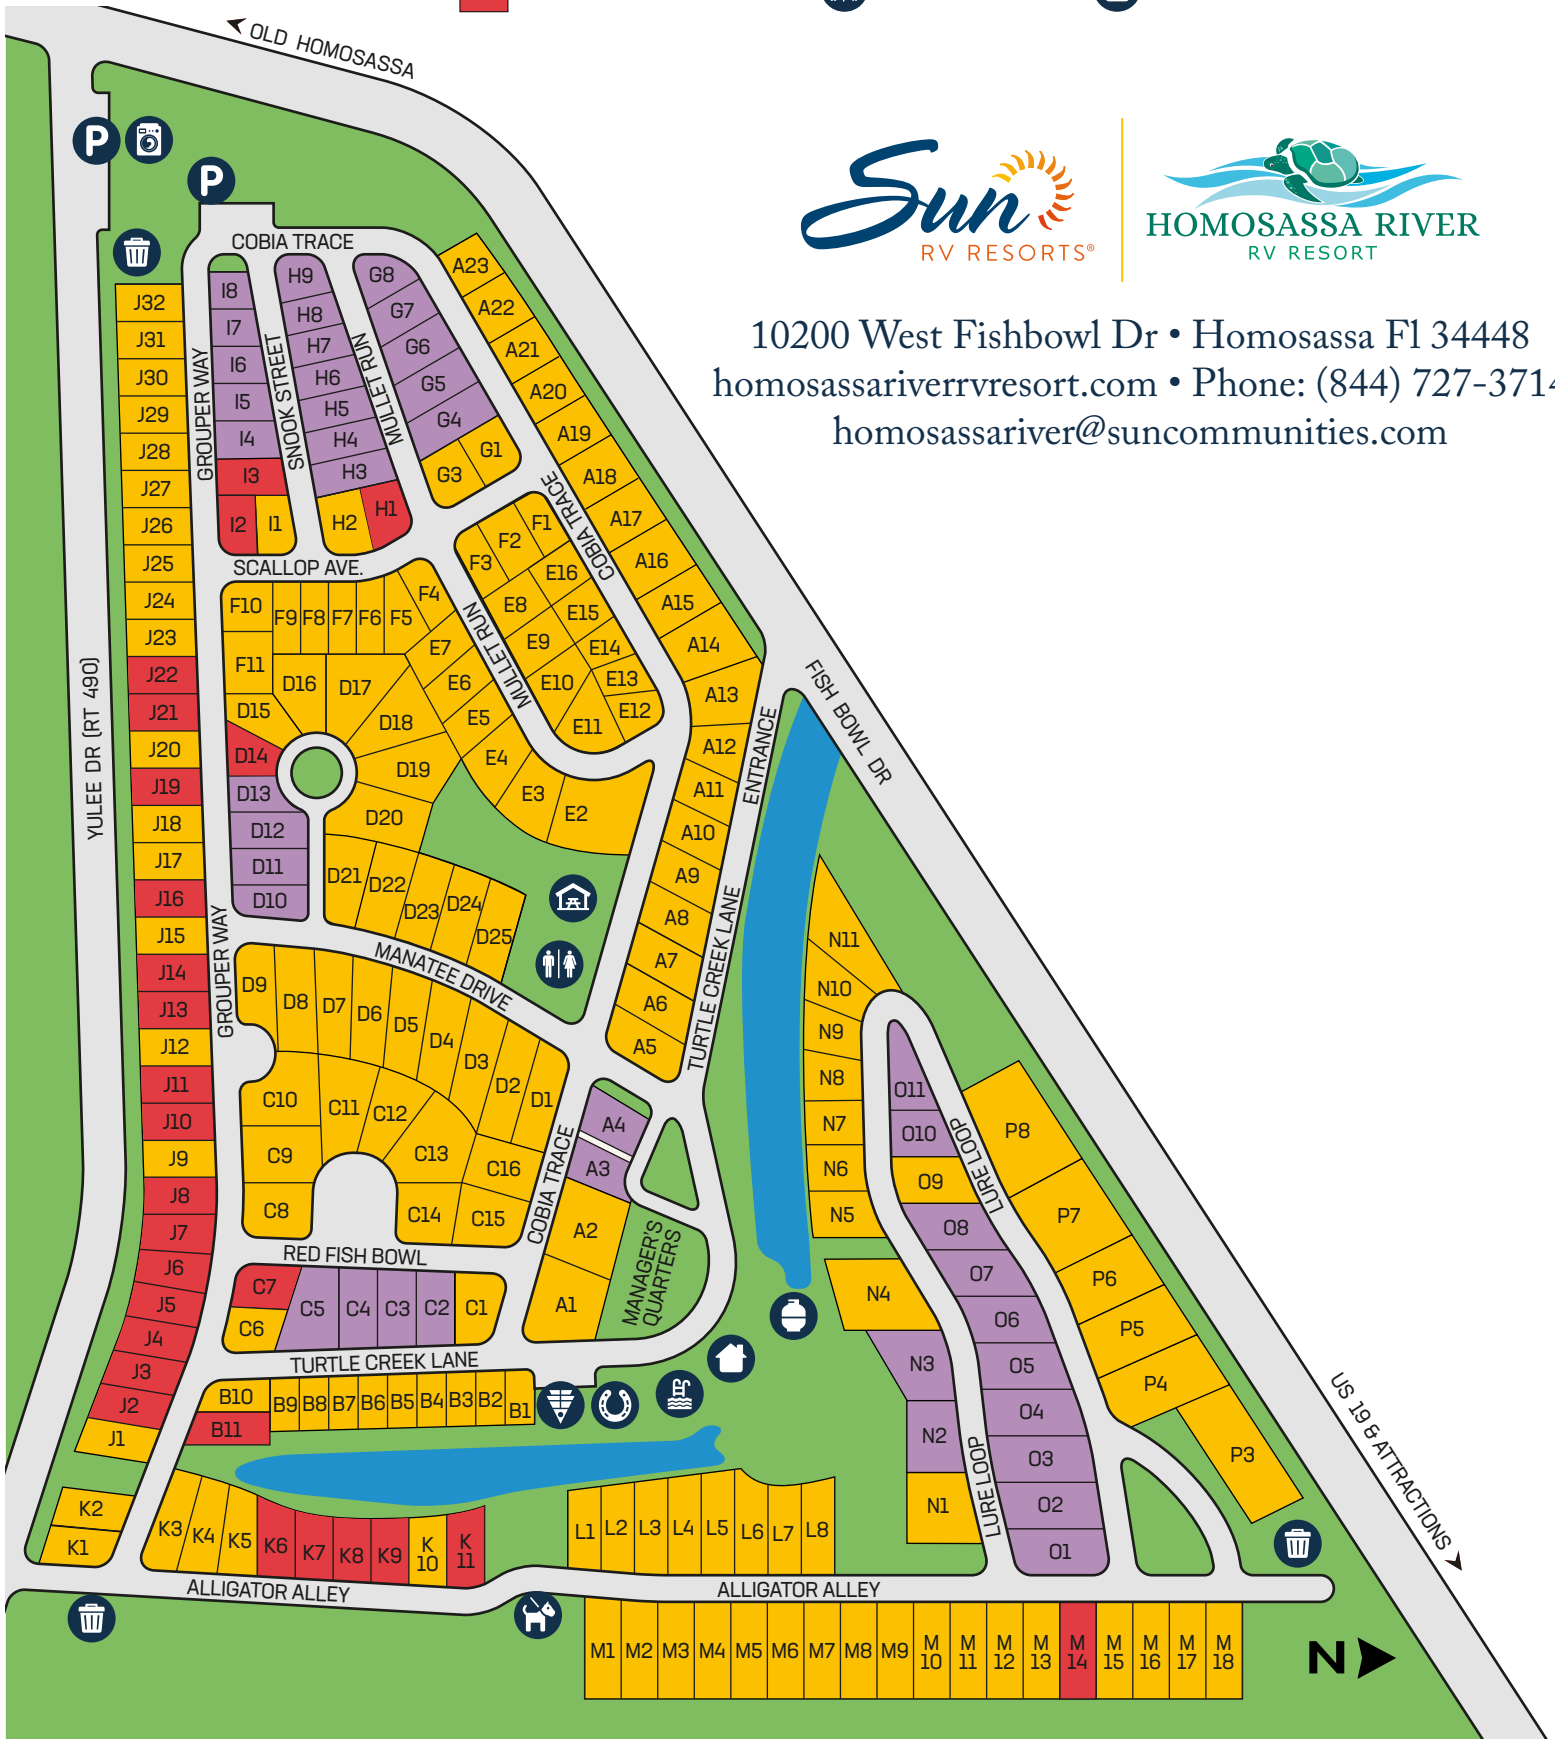 OLD HOMOSASSA
P
P
Sun
RV RESORTS®
HOMOSASSA RIVER
RV RESORT
10200 West Fishbowl Dr • Homosassa Fl 34448
homosassariverrvresort.com • Phone: (844) 727-3714
homosassariver@suncommunities.com
COBIA TRACE
GROUPER WAY
SNOOK STREET
MULLET RUN
COBIA TRACE
SCALLOP AVE.
MULLET RUN
YULEE DR (RT 490)
ENTRANCE
FISH BOWL DR
TURTLE CREEK LANE
GROUPER WAY
MANATEE DRIVE
COBIA TRACE
RED FISH BOWL
MANAGER'S
QUARTERS
TURTLE CREEK LANE
LURE LOOP
LURE LOOP
ALLIGATOR ALLEY
ALLIGATOR ALLEY
US 19 & ATTRACTIONS
N
J32
J31
J30
J29
J28
J27
J26
J25
J24
J23
J22
J21
J20
J19
J18
J17
J16
J15
J14
J13
J12
J11
J10
J9
J8
J7
J6
J5
J4
J3
J2
J1
I8
I7
I6
I5
I4
I3
I2 I1
H9
H8
H7
H6
H5
H4
H3
H2 H1
G8
G7
G6
G5
G4
G3 G1
A23
A22
A21
A20
A19
A18
A17
A16
A15
A14
A13
A12
A11
A10
A9
A8
A7
A6
A5
A4
A3
A2
A1
F1
F2
F3
F4
F5
F6
F7
F8
F9
F10
F11
E16
E15
E14
E13
E12
E11
E10
E9
E8
E7
E6
E5
E4
E3
E2
D16
D17
D15
D18
D14
D19
D13
D20
D12
D11
D10
D21
D22
D23
D24
D25
D9
D8
D7
D6
D5
D4
D3
D2
D1
C10
C11
C12
C13
C9
C16
C8
C14
C15
C7
C6
C5
C4
C3
C2
C1
B10
B11
B9
B8
B7
B6
B5
B4
B3
B2
B1
K2
K1
K3
K4
K5
K6
K7
K8
K9
K
10
K
11
L1
L2
L3
L4
L5
L6
L7
L8
M1
M2
M3
M4
M5
M6
M7
M8
M9
M
10
M
11
M
12
M
13
M
14
M
15
M
16
M
17
M
18
N11
N10
N9
N8
N7
N6
N5
N4
N3
N2
N1
O11
O10
O9
O8
O7
O6
O5
O4
O3
O2
O1
P8
P7
P6
P5
P4
P3